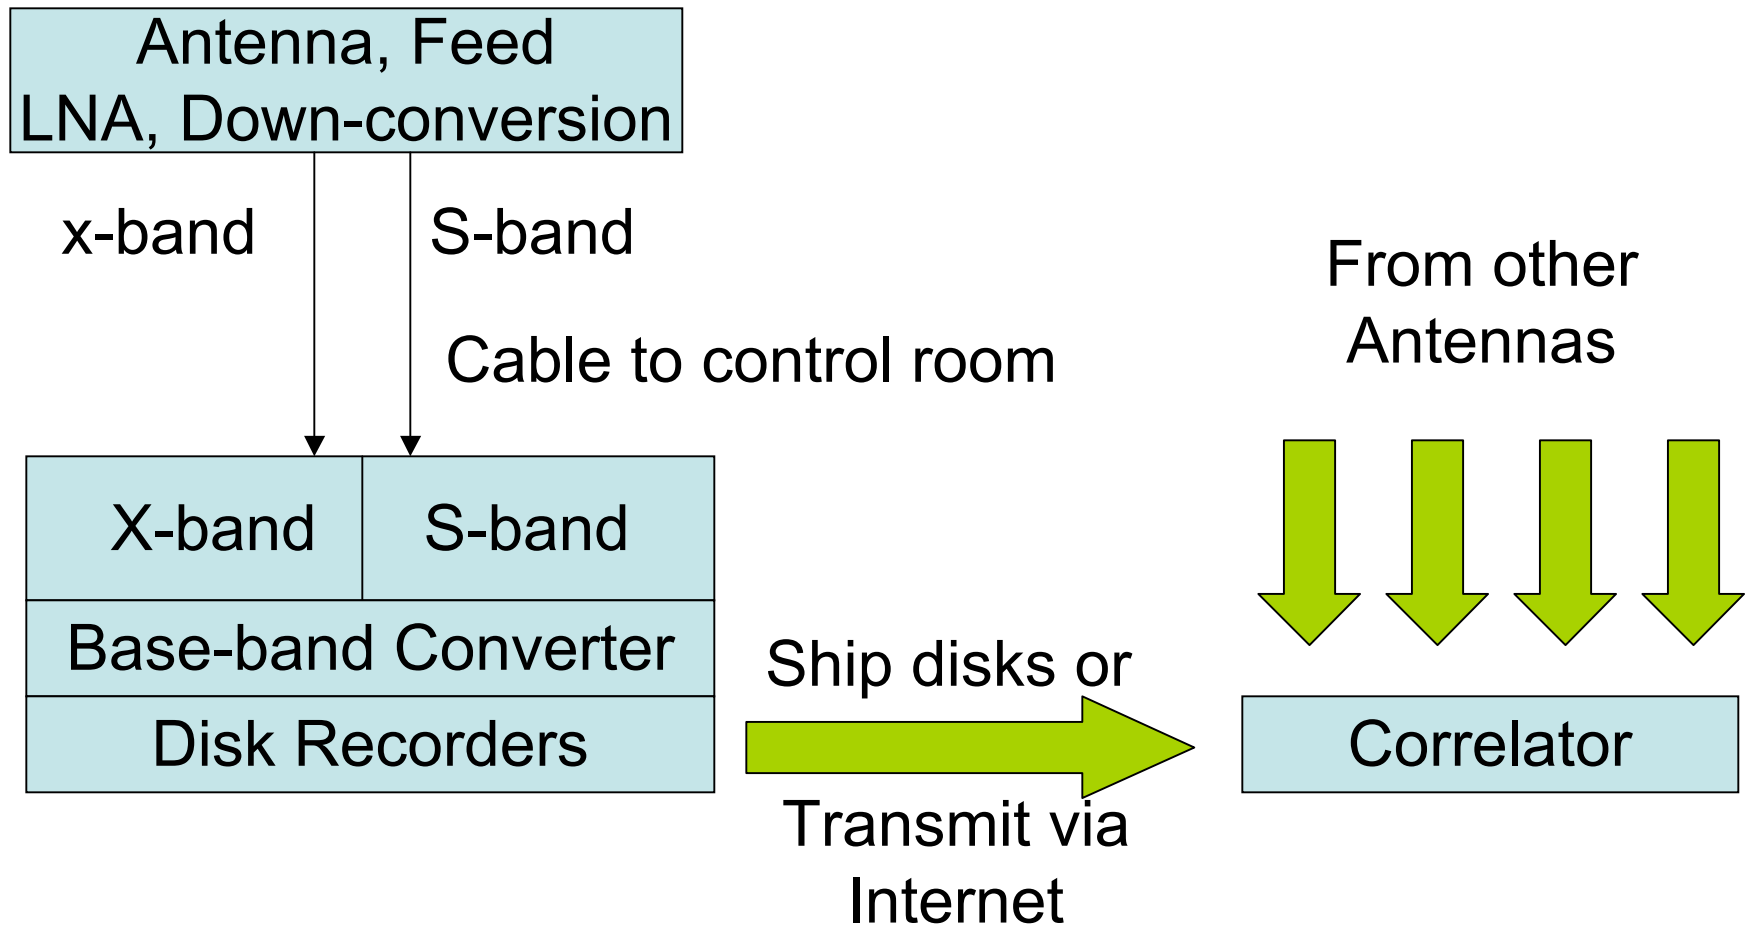 Antenna, Feed
LNA, Down-conversion
x-band
S-band
Cable to control room
From other
Antennas
X-band
S-band
Base-band Converter
Disk Recorders
Ship disks or
Transmit via
Internet
Correlator